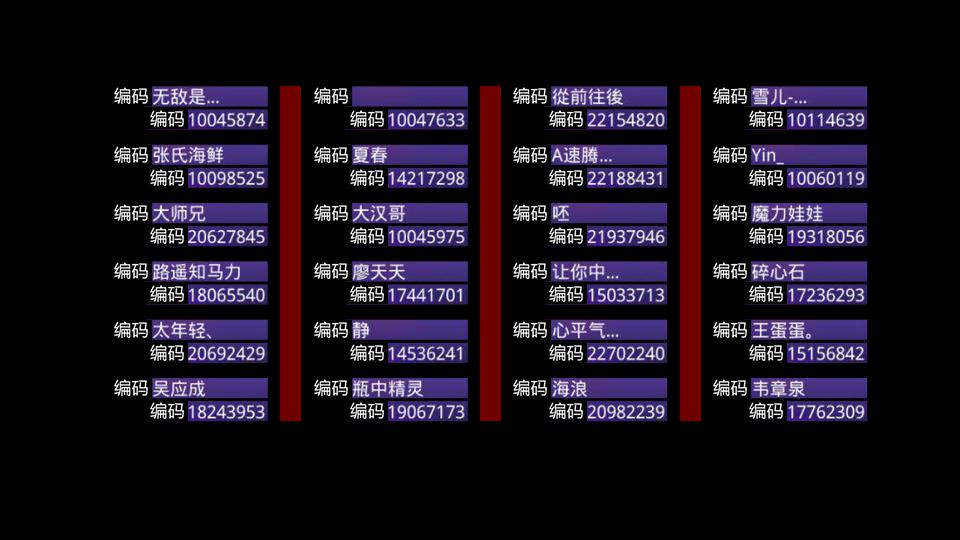 编码 无敌是...
编码 10045874
编码 张氏海鲜
编码 10098525
编码 大师兄
编码 20627845
编码 路遥知马力
编码 18065540
编码 太年轻、
编码 20692429
编码 吴应成
编码 18243953
编码
编码 10047633
编码 夏春
编码 14217298
编码 大汉哥
编码 10045975
编码 廖天天
编码 17441701
编码 静
编码 14536241
编码 瓶中精灵
编码 19067173
编码 從前往後
编码 22154820
编码 A速腾...
编码 22188431
编码 呸
编码 21937946
编码 让你中...
编码 15033713
编码 心平气...
编码 22702240
编码 海浪
编码 20982239
编码 雪儿-...
编码 10114639
编码 Yin_
编码 10060119
编码 魔力娃娃
编码 19318056
编码 碎心石
编码 17236293
编码 王蛋蛋。
编码 15156842
编码 韦章泉
编码 17762309